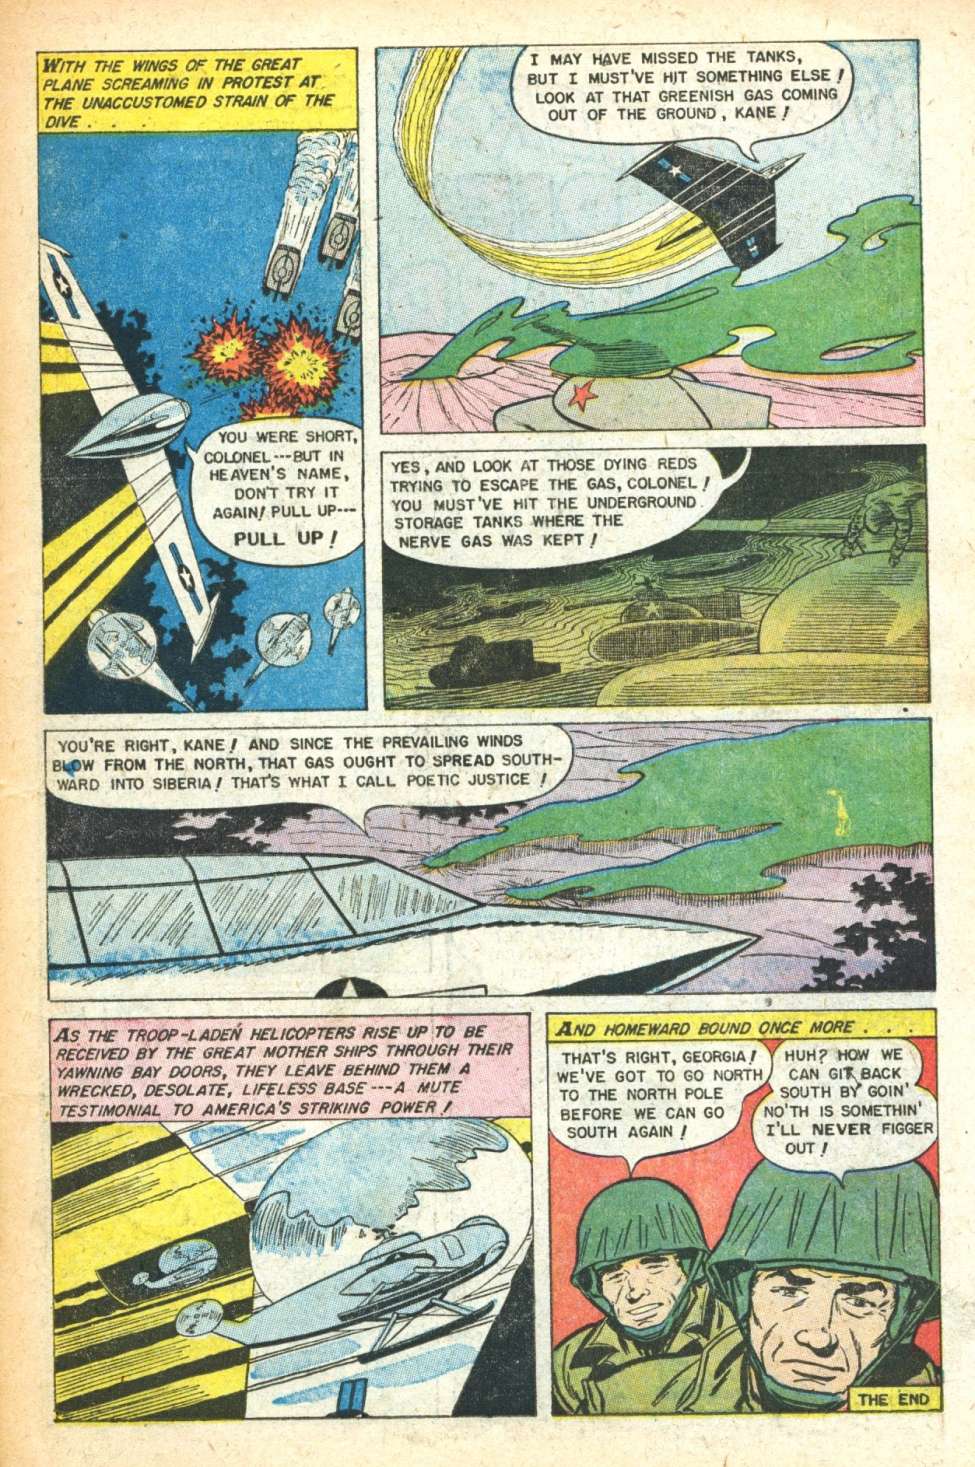 WITH THE WINGS OF THE GREAT
PLANE SCREAMING IN PROTEST AT
THE UNACCUSTOMED STRAIN OF THE
DIVE . . .
YOU WERE SHORT,
COLONEL---BUT IN
HEAVEN'S NAME,
DON'T TRY IT
AGAIN! PULL UP---
PULL UP!
I MAY HAVE MISSED THE TANKS,
BUT I MUST'VE HIT SOMETHING ELSE!
LOOK AT THAT GREENISH GAS COMING
OUT OF THE GROUND, KANE!
YES, AND LOOK AT THOSE DYING REDS
TRYING TO ESCAPE THE GAS, COLONEL!
YOU MUST'VE HIT THE UNDERGROUND
STORAGE TANKS WHERE THE
NERVE GAS WAS KEPT!
YOU'RE RIGHT, KANE! AND SINCE THE PREVAILING WINDS
BLOW FROM THE NORTH, THAT GAS OUGHT TO SPREAD SOUTH-
WARD INTO SIBERIA! THAT'S WHAT I CALL POETIC JUSTICE!
AS THE TROOP-LADEN HELICOPTERS RISE UP TO BE
RECEIVED BY THE GREAT MOTHER SHIPS THROUGH THEIR
YAWNING BAY DOORS, THEY LEAVE BEHIND THEM A
WRECKED, DESOLATE, LIFELESS BASE---A MUTE
TESTIMONIAL TO AMERICA'S STRIKING POWER!
AND HOMEWARD BOUND ONCE MORE . . .
THAT'S RIGHT, GEORGIA!
WE'VE GOT TO GO NORTH
TO THE NORTH POLE
BEFORE WE CAN GO
SOUTH AGAIN!
HUH? HOW WE
CAN GIT BACK
SOUTH BY GOIN'
NO'TH IS SOMETHIN'
I'LL NEVER FIGGER
OUT!
THE END